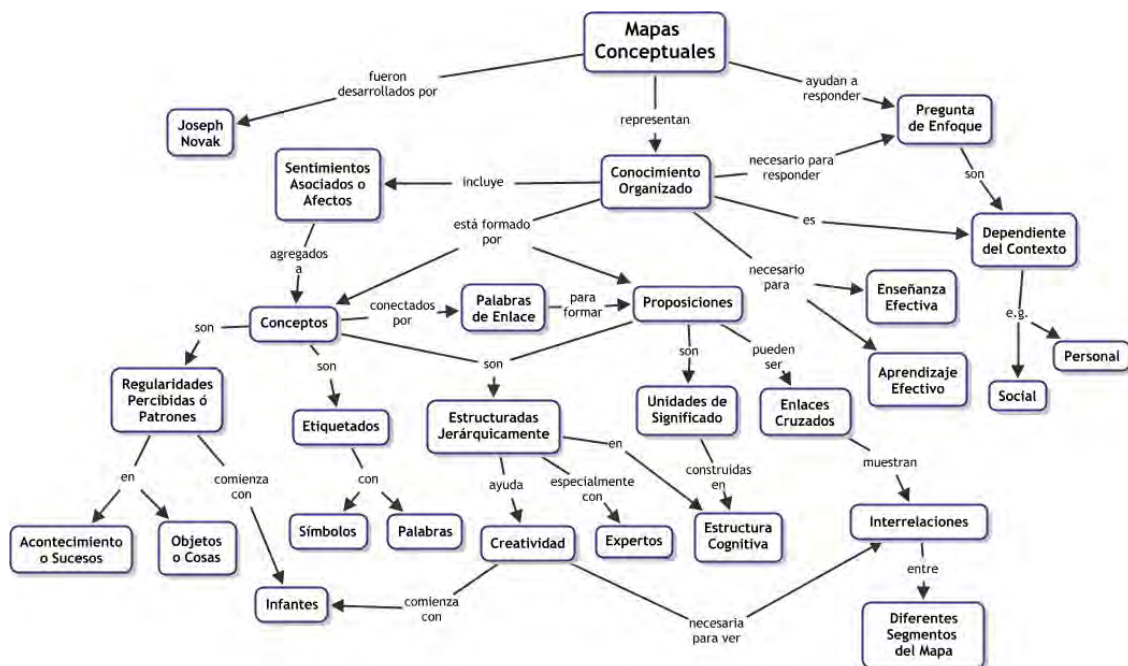 Mapas
Conceptuales
fueron
desarrollados por
ayudan a
responder
Joseph
Novak
representan
Pregunta
de Enfoque
Sentimientos
Asociados o
Afectos
incluye
Conocimiento
Organizado
necesario para
responder
son
está formado
por
es
Dependiente
del Contexto
agregados
a
necesario
para
Enseñanza
Efectiva
Conceptos
conectados
por
Palabras
de Enlace
para
formar
Proposiciones
e.g.
Personal
Aprendizaje
Efectivo
Social
son
son
son
son
pueden
ser
Regularidades
Percibidas ó
Patrones
Etiquetados
Estructuradas
Jerárquicamente
Unidades de
Significado
Enlaces
Cruzados
en
comienza
con
con
ayuda
especialmente
con
en
construidas
en
muestran
Acontecimiento
o Sucesos
Objetos
o Cosas
Símbolos
Palabras
Creatividad
Expertos
Estructura
Cognitiva
Interrelaciones
Infantes
comienza
con
necesaria
para ver
entre
Diferentes
Segmentos
del Mapa